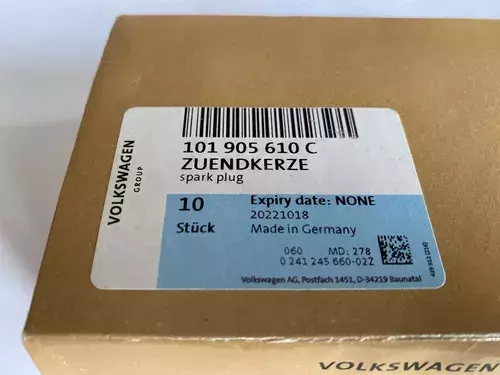 VOLKSWAGEN
GROUP
101 905 610 C
ZUENDKERZE
spark plug
10
Stück
Expiry date: NONE
20221018
Made in Germany
060 MD: 278
0 241 245 660-02Z
Volkswagen AG, Postfach 1451, D-34219 Baunatal
VOLKSWAGEN